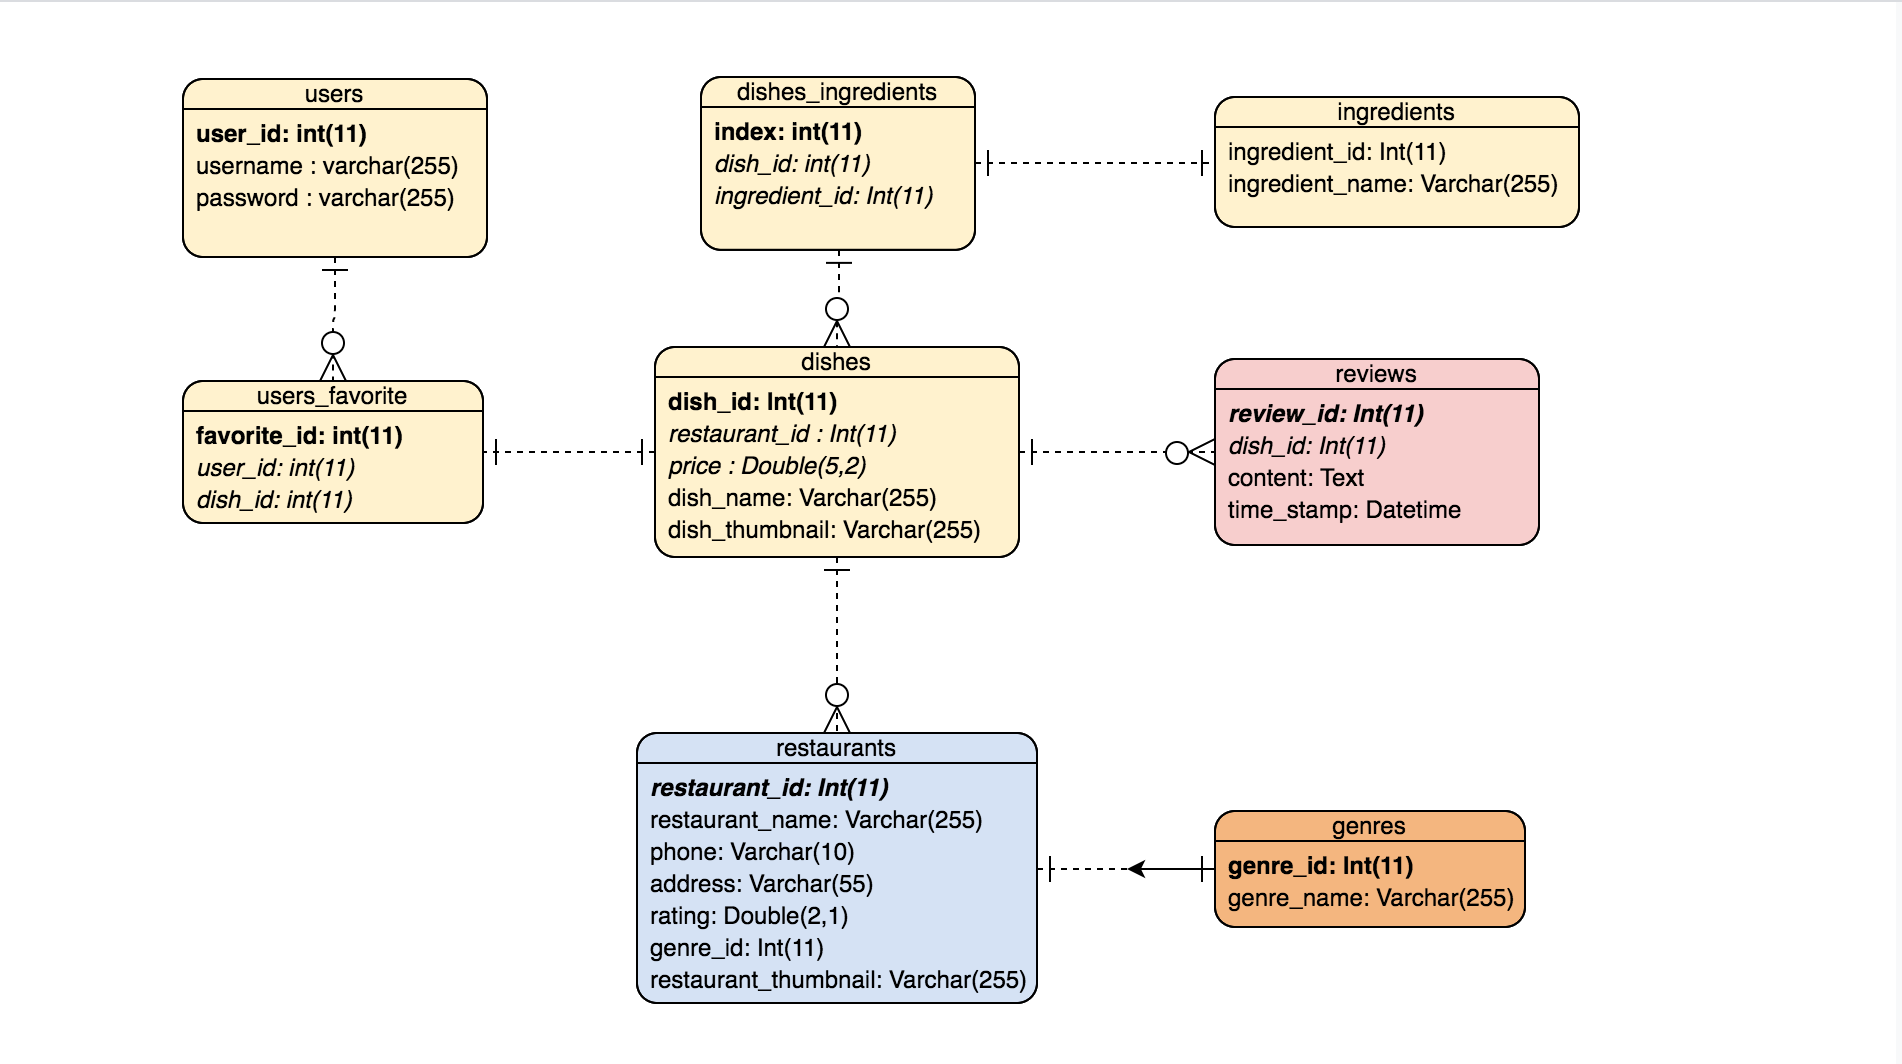 users
user_id: int(11)
username : varchar(255)
password : varchar(255)
dishes_ingredients
index: int(11)
dish_id: int(11)
ingredient_id: Int(11)
ingredients
ingredient_id: Int(11)
ingredient_name: Varchar(255)
users_favorite
favorite_id: int(11)
user_id: int(11)
dish_id: int(11)
dishes
dish_id: Int(11)
restaurant_id : Int(11)
price : Double(5,2)
dish_name: Varchar(255)
dish_thumbnail: Varchar(255)
reviews
review_id: Int(11)
dish_id: Int(11)
content: Text
time_stamp: Datetime
restaurants
restaurant_id: Int(11)
restaurant_name: Varchar(255)
phone: Varchar(10)
address: Varchar(55)
rating: Double(2,1)
genre_id: Int(11)
restaurant_thumbnail: Varchar(255)
genres
genre_id: Int(11)
genre_name: Varchar(255)